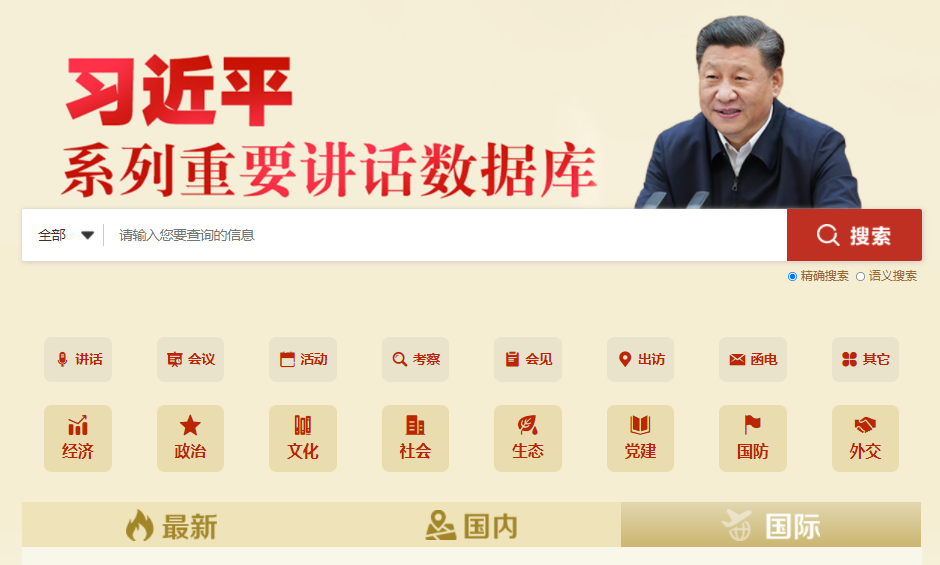 习近平
系列重要讲话数据库
全部 请输入您要查询的信息 搜索
精确搜索 语义搜索
讲话 会议 活动 考察 会见 出访 函电 其它
经济 政治 文化 社会 生态 党建 国防 外交
最新 国内 国际